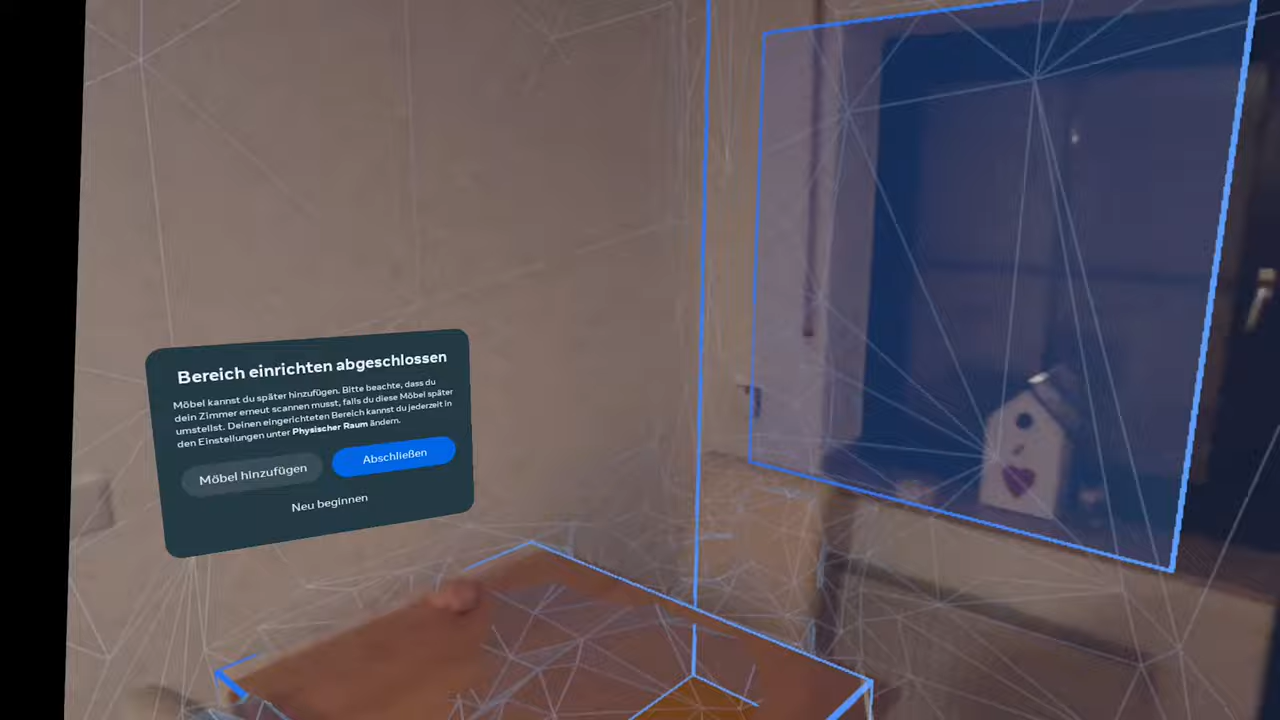 Bereich einrichten abgeschlossen
Möbel kannst du später hinzufügen. Bitte beachte, dass du
dein Zimmer erneut scannen musst, falls du diese Möbel später
umstellst. Deinen eingerichteten Bereich kannst du jederzeit in
den Einstellungen unter Physischer Raum ändern.
Möbel hinzufügen
Abschließen
Neu beginnen